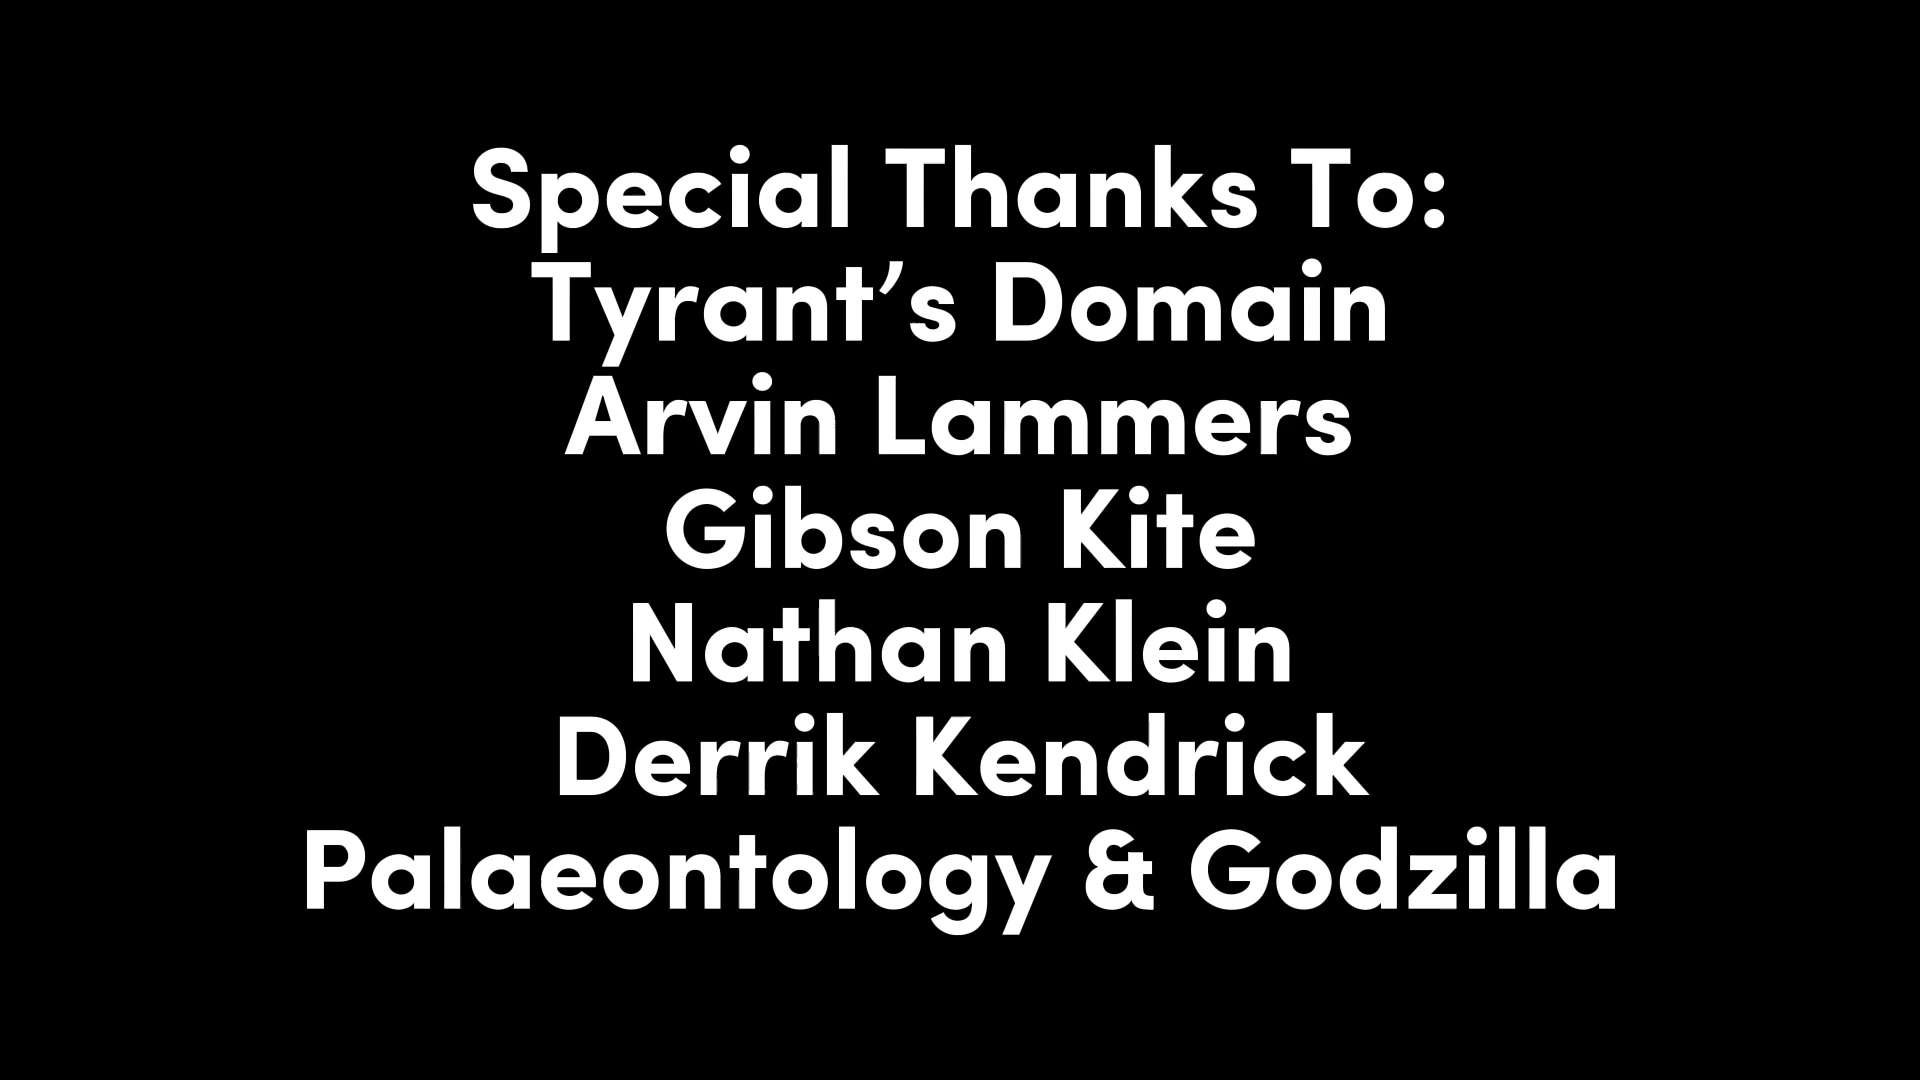 Special Thanks To:
Tyrant’s Domain
Arvin Lammers
Gibson Kite
Nathan Klein
Derrik Kendrick
Palaeontology & Godzilla